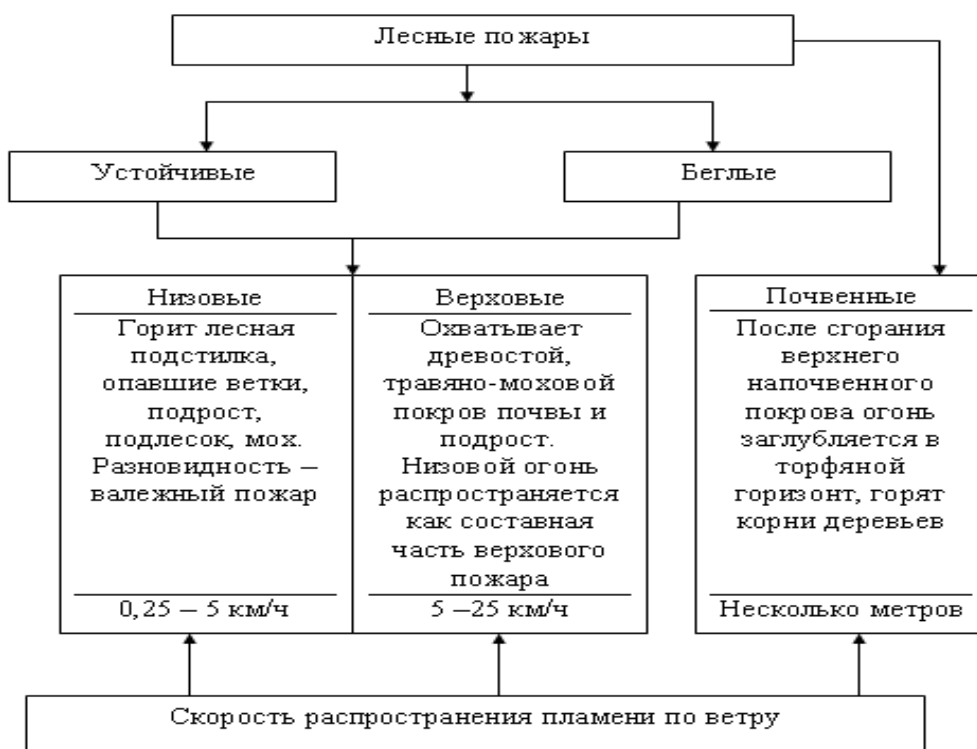 Лесные пожары
Устойчивые
Беглые
Низовые
Горит лесная
подстилка,
опавшие ветки,
подрост,
подлесок, мох.
Разновидность –
валежный пожар
0,25 – 5 км/ч
Верховые
Охватывает
древостой,
травяно-моховой
покров почвы и
подрост.
Низовой огонь
распространяется
как составная
часть верхового
пожара
5 –25 км/ч
Почвенные
После сгорания
верхнего
напочвенного
покрова огонь
заглубляется в
торфяной
горизонт, горят
корни деревьев
Несколько метров
Скорость распространения пламени по ветру